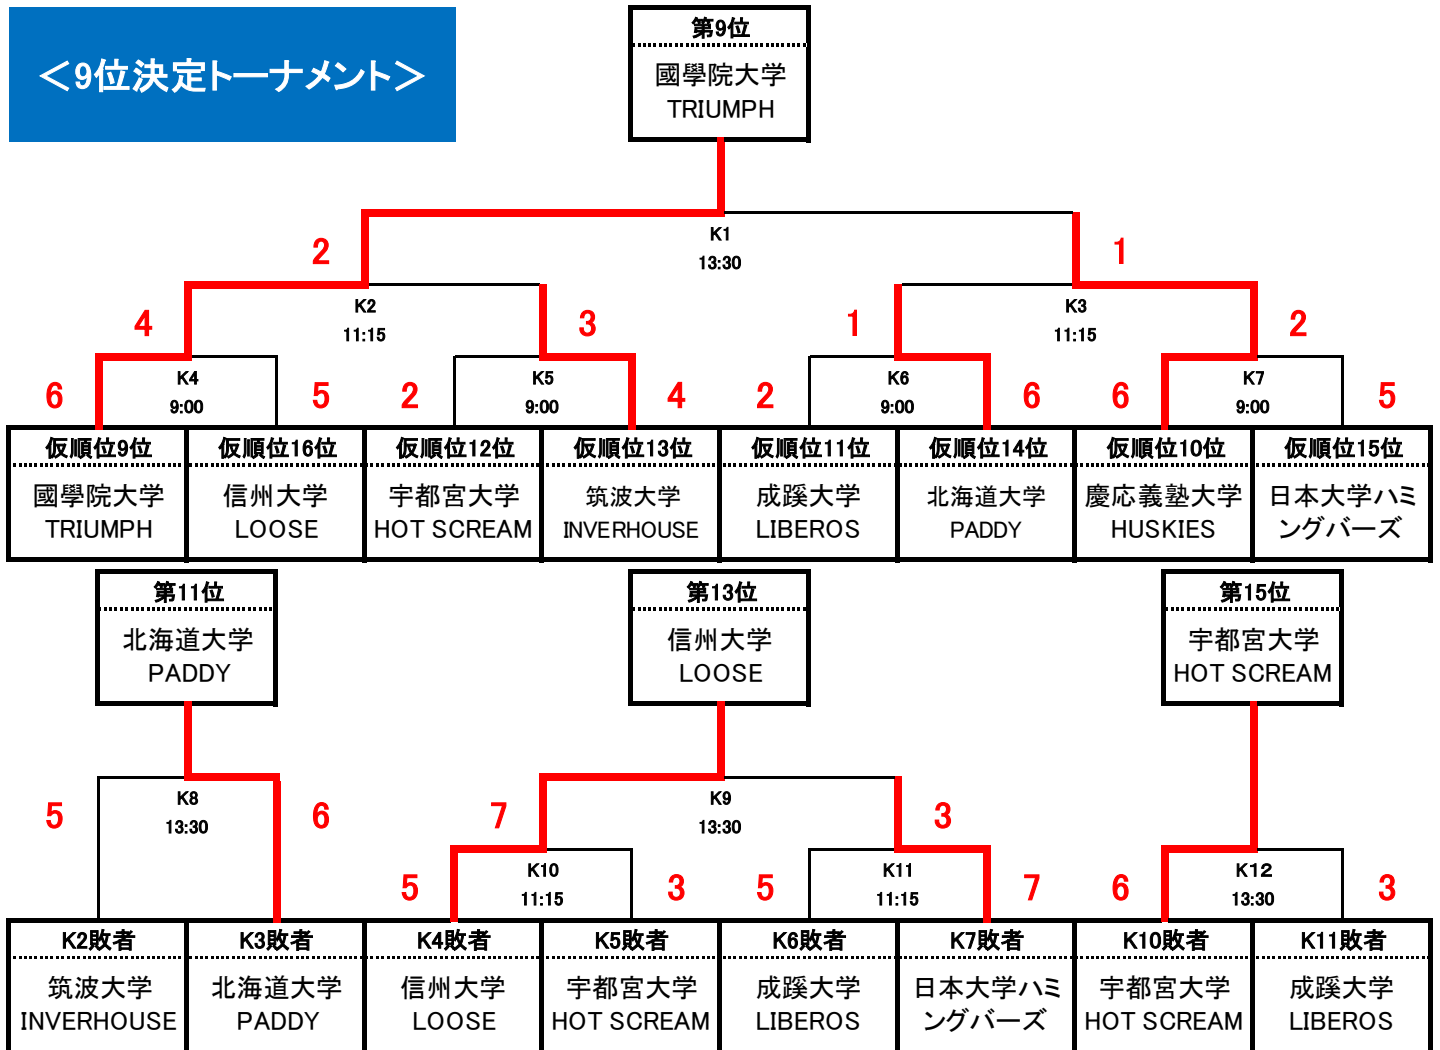 ＜9位決定トーナメント＞
第9位
國學院大学
TRIUMPH
K1
13:30
2
1
K2
11:15
K3
11:15
4
3
1
2
K4
9:00
K5
9:00
K6
9:00
K7
9:00
6
5
2
4
2
6
6
5
仮順位9位
國學院大学
TRIUMPH
仮順位16位
信州大学
LOOSE
仮順位12位
宇都宮大学
HOT SCREAM
仮順位13位
筑波大学
INVERHOUSE
仮順位11位
成蹊大学
LIBEROS
仮順位14位
北海道大学
PADDY
仮順位10位
慶応義塾大学
HUSKIES
仮順位15位
日本大学ハミ
ングバーズ
第11位
北海道大学
PADDY
第13位
信州大学
LOOSE
第15位
宇都宮大学
HOT SCREAM
5
K8
13:30
6
7
K9
13:30
3
5
K10
11:15
3
5
K11
11:15
7
6
K12
13:30
3
K2敗者
筑波大学
INVERHOUSE
K3敗者
北海道大学
PADDY
K4敗者
信州大学
LOOSE
K5敗者
宇都宮大学
HOT SCREAM
K6敗者
成蹊大学
LIBEROS
K7敗者
日本大学ハミ
ングバーズ
K10敗者
宇都宮大学
HOT SCREAM
K11敗者
成蹊大学
LIBEROS